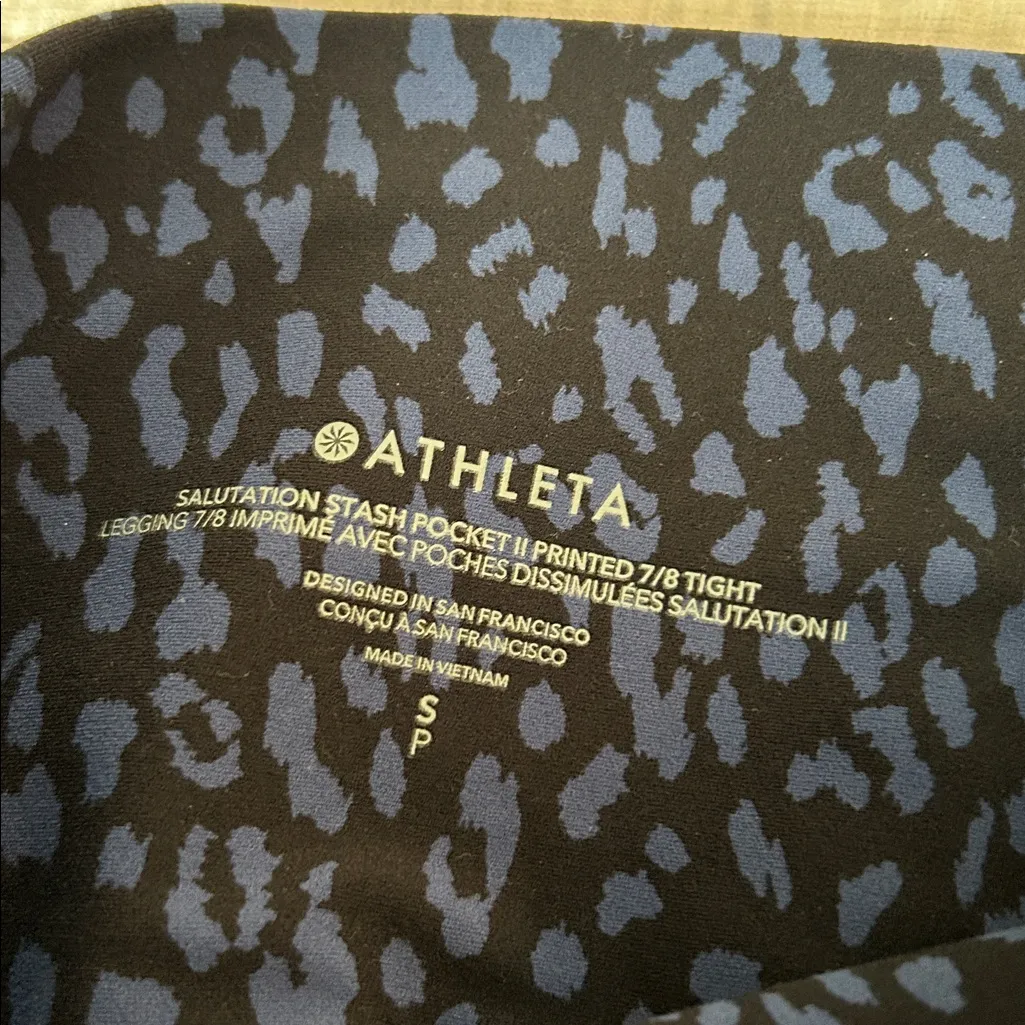 ATHLETA
SALUTATION STASH POCKET II PRINTED 7/8 TIGHT
LEGGING 7/8 IMPRIMÉ AVEC POCHES DISSIMULÉES SALUTATION II
DESIGNED IN SAN FRANCISCO
CONÇU À SAN FRANCISCO
MADE IN VIETNAM
S
P